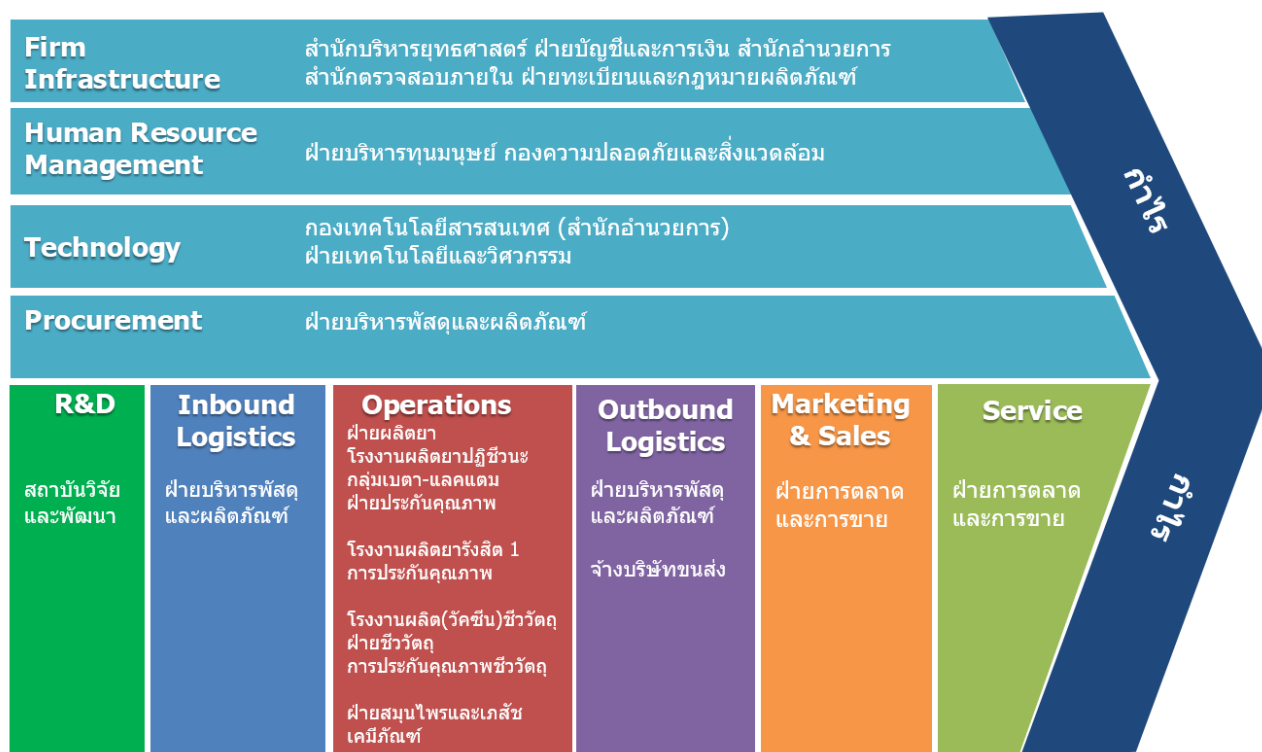 Firm
Infrastructure
สำนักบริหารยุทธศาสตร์ ฝ่ายบัญชีและการเงิน สำนักอำนวยการ
สำนักตรวจสอบภายใน ฝ่ายทะเบียนและกฎหมายผลิตภัณฑ์
Human Resource
Management
ฝ่ายบริหารทุนมนุษย์ กองความปลอดภัยและสิ่งแวดล้อม
Technology
กองเทคโนโลยีสารสนเทศ (สำนักอำนวยการ)
ฝ่ายเทคโนโลยีและวิศวกรรม
Procurement
ฝ่ายบริหารพัสดุและผลิตภัณฑ์
กำไร
R&D
สถาบันวิจัย
และพัฒนา
Inbound
Logistics
ฝ่ายบริหารพัสดุ
และผลิตภัณฑ์
Operations
ฝ่ายผลิตยา
โรงงานผลิตยาปฏิชีวนะ
กลุ่มเบตา-แลคแตม
ฝ่ายประกันคุณภาพ
โรงงานผลิตยารังสิต 1
การประกันคุณภาพ
โรงงานผลิต(วัคซีน)ชีววัตถุ
ฝ่ายชีววัตถุ
การประกันคุณภาพชีววัตถุ
ฝ่ายสมุนไพรและเภสัช
เคมีภัณฑ์
Outbound
Logistics
ฝ่ายบริหารพัสดุ
และผลิตภัณฑ์
จ้างบริษัทขนส่ง
Marketing
& Sales
ฝ่ายการตลาด
และการขาย
Service
ฝ่ายการตลาด
และการขาย
กำไร